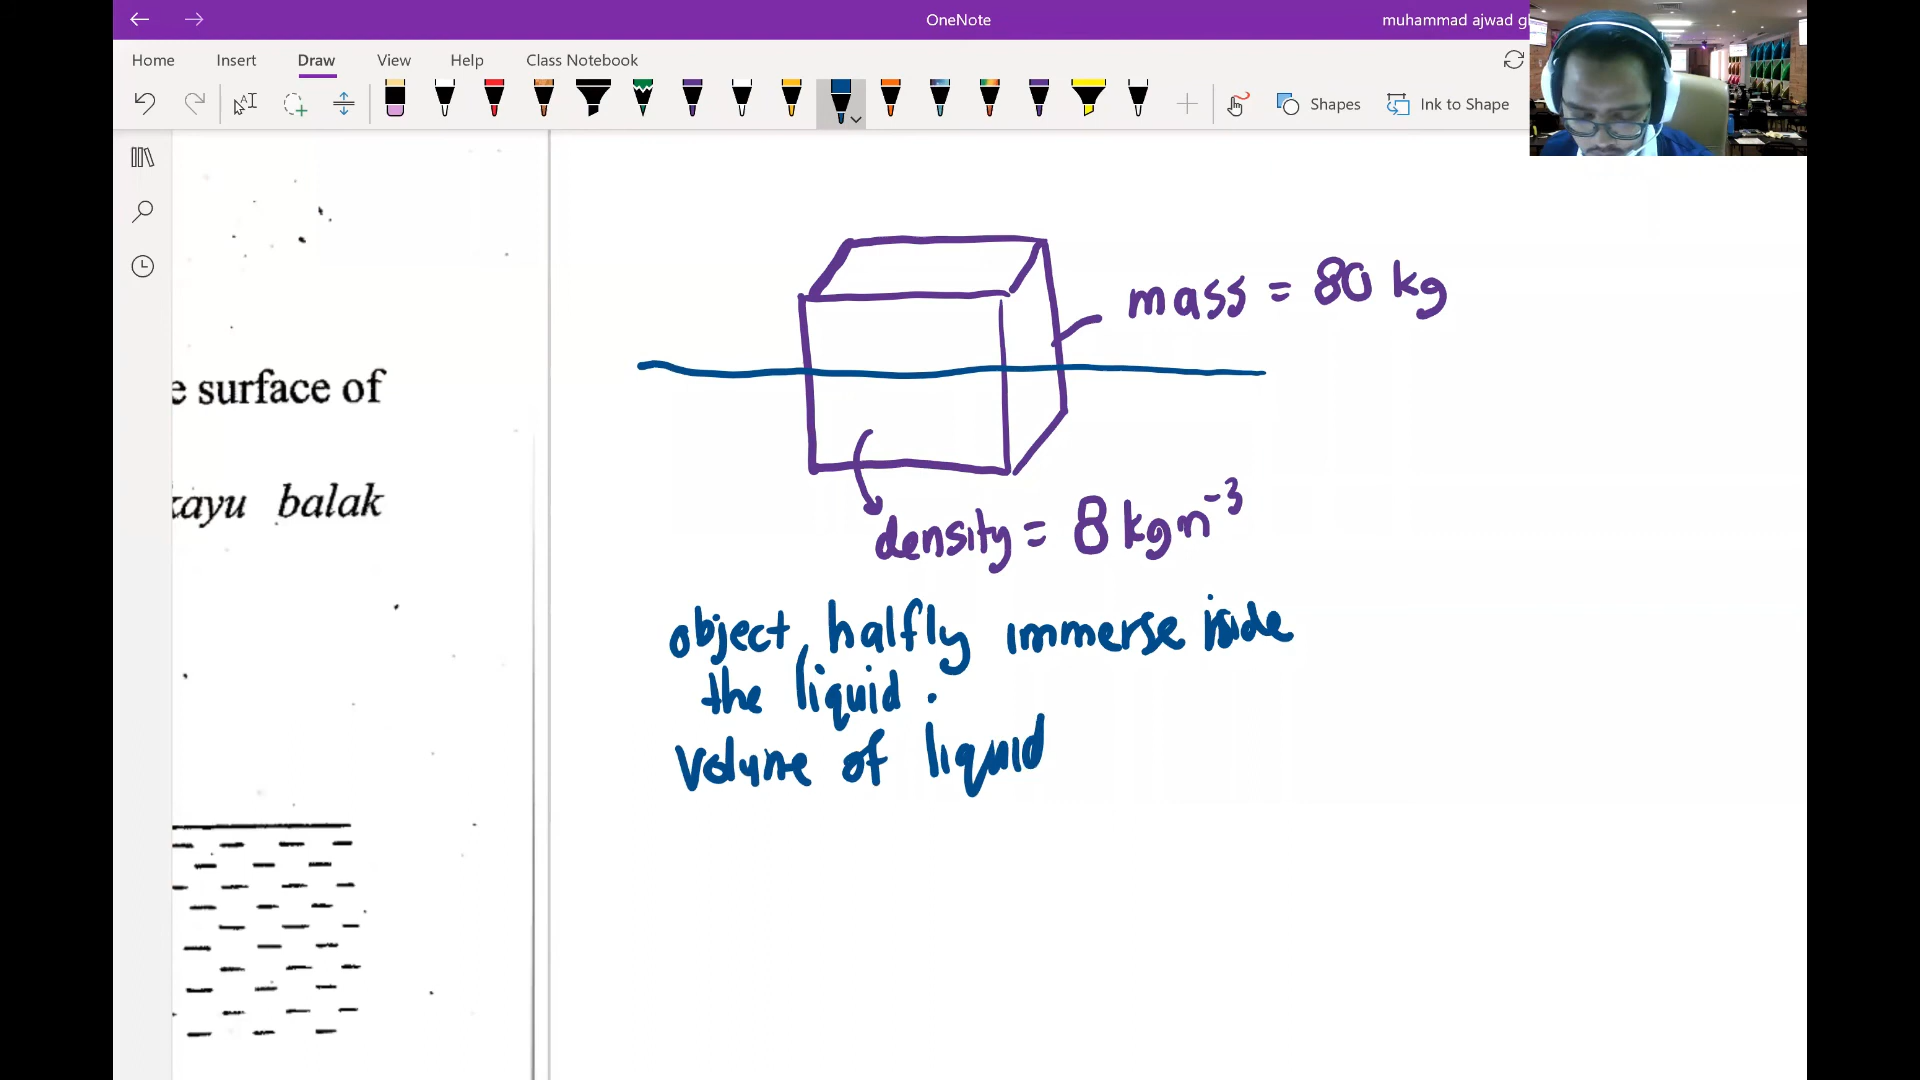 OneNote
muhammad ajwad g
Home Insert Draw View Help Class Notebook
Shapes Ink to Shape
e surface of
kayu balak
mass = 80 kg
density = 8 kgm⁻³
object halfly immerse inside
the liquid.
Volume of liquid